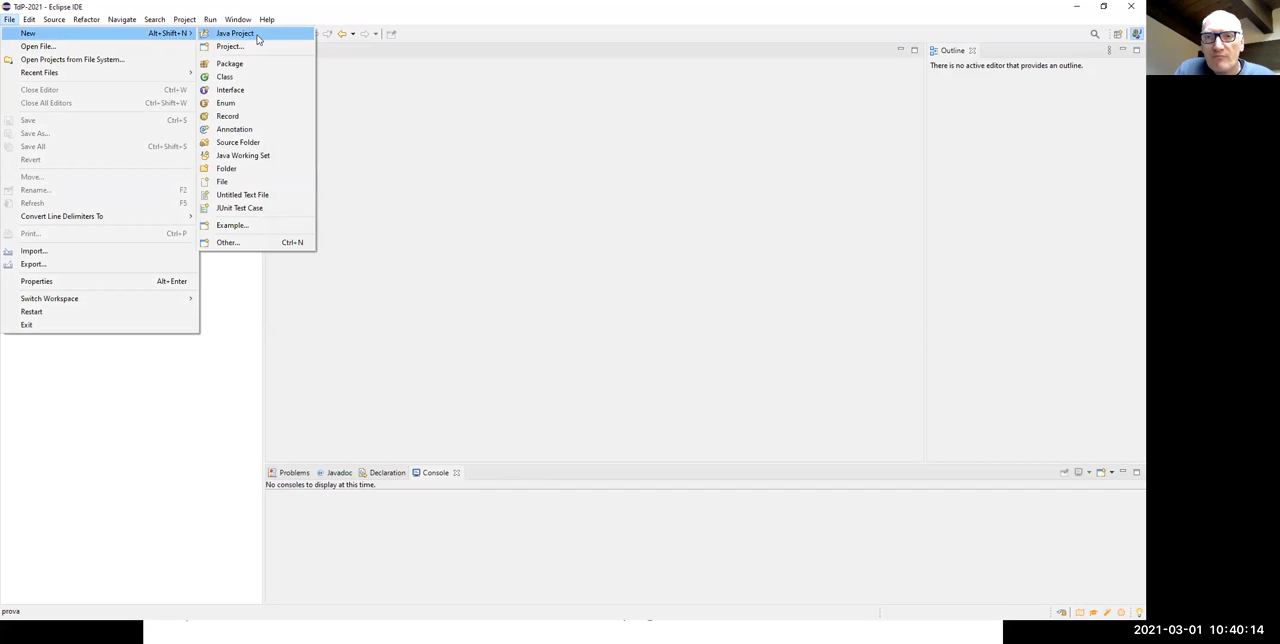 TdP-2021 - Eclipse IDE
File Edit Source Refactor Navigate Search Project Run Window Help
New Alt+Shift+N >
Open File...
Open Projects from File System...
Recent Files >
Close Editor Ctrl+W
Close All Editors Ctrl+Shift+W
Save Ctrl+S
Save As...
Save All Ctrl+Shift+S
Revert
Move...
Rename... F2
Refresh F5
Convert Line Delimiters To >
Print... Ctrl+P
Import...
Export...
Properties Alt+Enter
Switch Workspace >
Restart
Exit
Java Project
Project...
Package
Class
Interface
Enum
Record
Annotation
Source Folder
Java Working Set
Folder
File
Untitled Text File
JUnit Test Case
Example...
Other... Ctrl+N
Outline
There is no active editor that provides an outline.
Problems Javadoc Declaration Console
No consoles to display at this time.
prova
2021-03-01 10:40:14